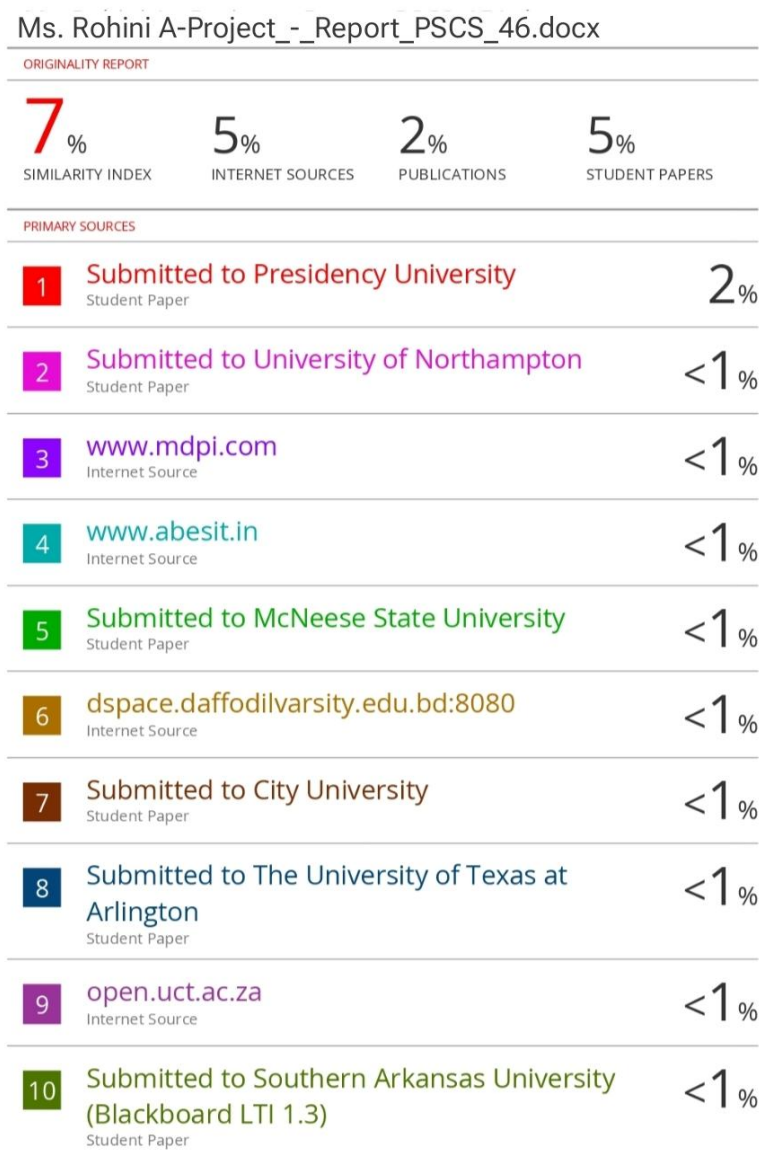 Ms. Rohini A-Project_-_Report_PSCS_46.docx
ORIGINALITY REPORT
7% 5% 2% 5%
SIMILARITY INDEX INTERNET SOURCES PUBLICATIONS STUDENT PAPERS
PRIMARY SOURCES
1 Submitted to Presidency University 2%
Student Paper
2 Submitted to University of Northampton <1%
Student Paper
3 www.mdpi.com <1%
Internet Source
4 www.abesit.in <1%
Internet Source
5 Submitted to McNeese State University <1%
Student Paper
6 dspace.daffodilvarsity.edu.bd:8080 <1%
Internet Source
7 Submitted to City University <1%
Student Paper
8 Submitted to The University of Texas at <1%
Arlington
Student Paper
9 open.uct.ac.za <1%
Internet Source
10 Submitted to Southern Arkansas University <1%
(Blackboard LTI 1.3)
Student Paper